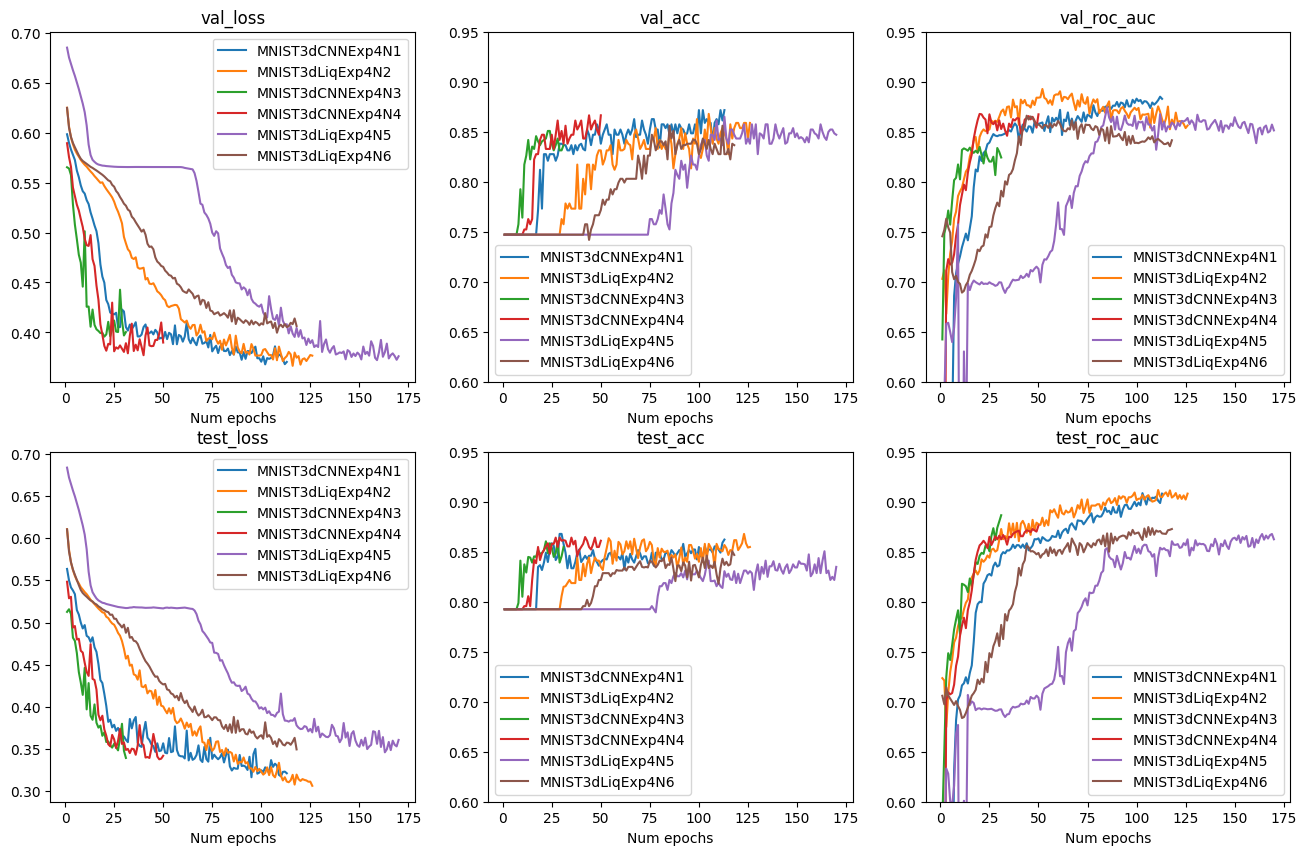 val_loss
0.70
0.65
0.60
0.55
0.50
0.45
0.40
MNIST3dCNNExp4N1
MNIST3dLiqExp4N2
MNIST3dCNNExp4N3
MNIST3dCNNExp4N4
MNIST3dLiqExp4N5
MNIST3dLiqExp4N6
0 25 50 75 100 125 150 175
Num epochs
val_acc
0.95
0.90
0.85
0.80
0.75
0.70
0.65
0.60
MNIST3dCNNExp4N1
MNIST3dLiqExp4N2
MNIST3dCNNExp4N3
MNIST3dCNNExp4N4
MNIST3dLiqExp4N5
MNIST3dLiqExp4N6
0 25 50 75 100 125 150 175
Num epochs
val_roc_auc
0.95
0.90
0.85
0.80
0.75
0.70
0.65
0.60
MNIST3dCNNExp4N1
MNIST3dLiqExp4N2
MNIST3dCNNExp4N3
MNIST3dCNNExp4N4
MNIST3dLiqExp4N5
MNIST3dLiqExp4N6
0 25 50 75 100 125 150 175
Num epochs
test_loss
0.70
0.65
0.60
0.55
0.50
0.45
0.40
0.35
0.30
MNIST3dCNNExp4N1
MNIST3dLiqExp4N2
MNIST3dCNNExp4N3
MNIST3dCNNExp4N4
MNIST3dLiqExp4N5
MNIST3dLiqExp4N6
0 25 50 75 100 125 150 175
Num epochs
test_acc
0.95
0.90
0.85
0.80
0.75
0.70
0.65
0.60
MNIST3dCNNExp4N1
MNIST3dLiqExp4N2
MNIST3dCNNExp4N3
MNIST3dCNNExp4N4
MNIST3dLiqExp4N5
MNIST3dLiqExp4N6
0 25 50 75 100 125 150 175
Num epochs
test_roc_auc
0.95
0.90
0.85
0.80
0.75
0.70
0.65
0.60
MNIST3dCNNExp4N1
MNIST3dLiqExp4N2
MNIST3dCNNExp4N3
MNIST3dCNNExp4N4
MNIST3dLiqExp4N5
MNIST3dLiqExp4N6
0 25 50 75 100 125 150 175
Num epochs